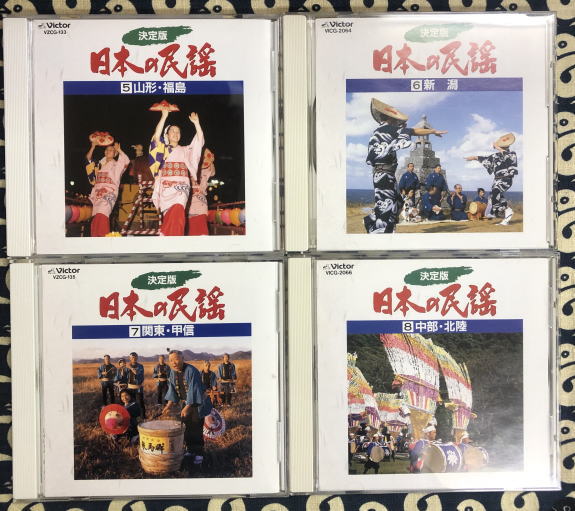 Victor
VZCG-133
決定版
日本の民謡
5 山形・福島
Victor
VICG-2064
決定版
日本の民謡
6 新潟
Victor
VZCG-135
決定版
日本の民謡
7 関東・甲信
Victor
VICG-2066
決定版
日本の民謡
8 中部・北陸